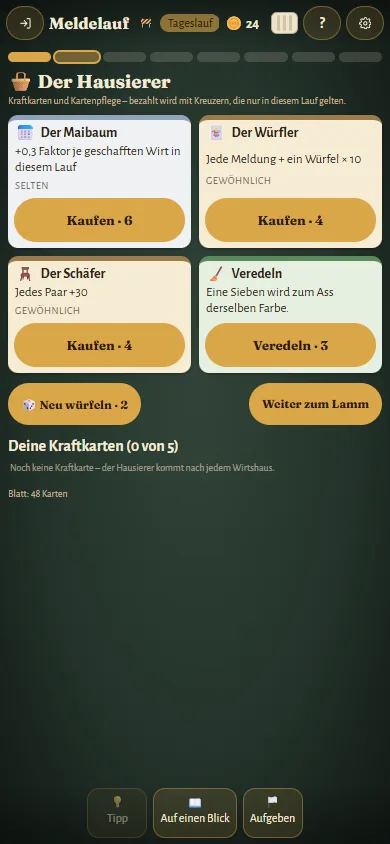 Meldelauf
Tageslauf
24
?
Der Hausierer
Kraftkarten und Kartenpflege – bezahlt wird mit Kreuzern, die nur in diesem Lauf gelten.
Der Maibaum
+0,3 Faktor je geschafften Wirt in
diesem Lauf
SELTEN
Kaufen · 6
Der Würfler
Jede Meldung + ein Würfel × 10
GEWÖHNLICH
Kaufen · 4
Der Schäfer
Jedes Paar +30
GEWÖHNLICH
Kaufen · 4
Veredeln
Eine Sieben wird zum Ass
derselben Farbe.
Veredeln · 3
Neu würfeln · 2
Weiter zum Lamm
Deine Kraftkarten (0 von 5)
Noch keine Kraftkarte – der Hausierer kommt nach jedem Wirtshaus.
Blatt: 48 Karten
Tipp
Auf einen Blick
Aufgeben